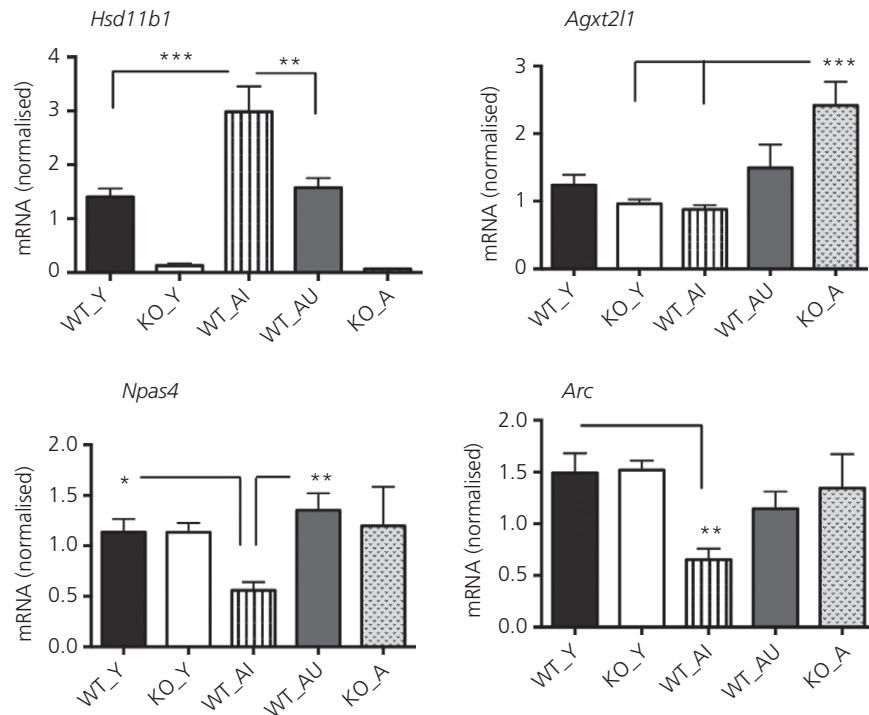 Hsd11b1
mRNA (normalised)
4
3
2
1
0
***
**
WT_Y
KO_Y
WT_AI
WT_AU
KO_A
Agxt2l1
mRNA (normalised)
3
2
1
0
***
WT_Y
KO_Y
WT_AI
WT_AU
KO_A
Npas4
mRNA (normalised)
2.0
1.5
1.0
0.5
0.0
*
**
WT_Y
KO_Y
WT_AI
WT_AU
KO_A
Arc
mRNA (normalised)
2.0
1.5
1.0
0.5
0.0
**
WT_Y
KO_Y
WT_AI
WT_AU
KO_A